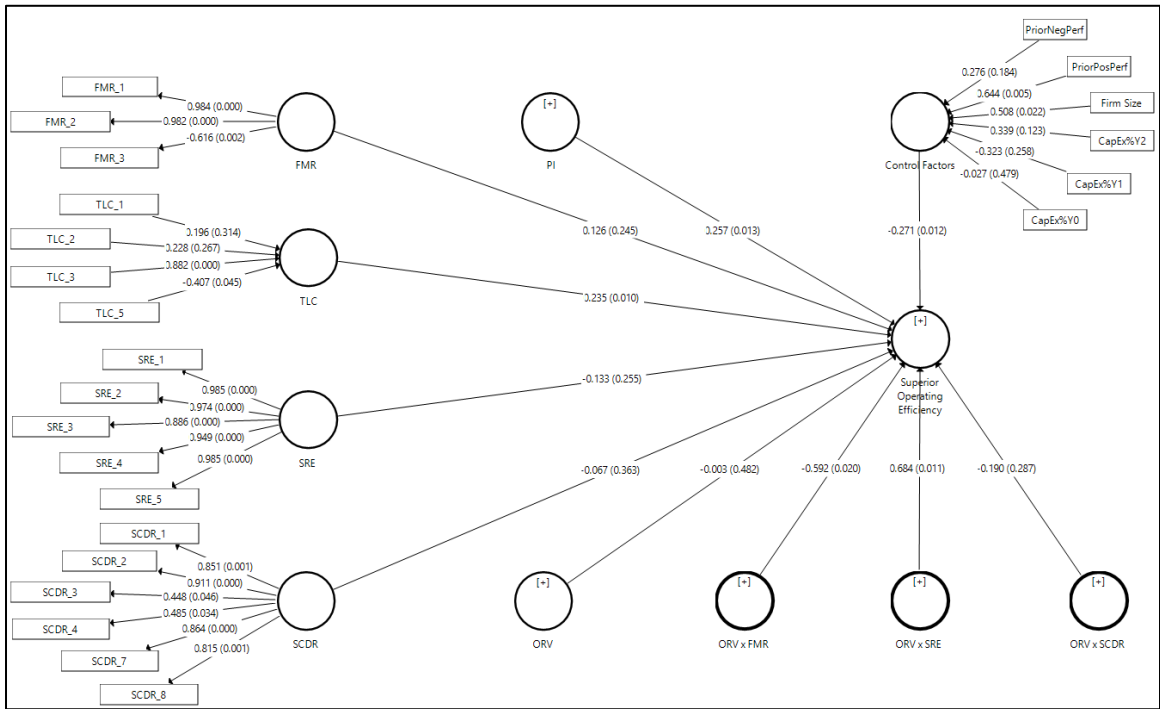 PriorNegPerf
PriorPosPerf
Firm Size
CapEx%Y2
CapEx%Y1
CapEx%Y0
0.276 (0.184)
0.644 (0.005)
0.508 (0.022)
0.339 (0.123)
-0.323 (0.258)
-0.027 (0.479)
Control Factors
FMR_1
FMR_2
FMR_3
0.984 (0.000)
0.982 (0.000)
-0.616 (0.002)
FMR
[+]
PI
TLC_1
TLC_2
TLC_3
TLC_5
0.196 (0.314)
0.228 (0.267)
0.882 (0.000)
-0.407 (0.045)
TLC
0.126 (0.245)
0.257 (0.013)
-0.271 (0.012)
0.235 (0.010)
[+]
Superior
Operating
Efficiency
SRE_1
SRE_2
SRE_3
SRE_4
SRE_5
0.985 (0.000)
0.974 (0.000)
0.886 (0.000)
0.949 (0.000)
0.985 (0.000)
SRE
-0.133 (0.255)
-0.067 (0.363)
-0.003 (0.482)
-0.592 (0.020)
0.684 (0.011)
-0.190 (0.287)
SCDR_1
SCDR_2
SCDR_3
SCDR_4
SCDR_7
SCDR_8
0.851 (0.001)
0.911 (0.000)
0.448 (0.046)
0.485 (0.034)
0.864 (0.000)
0.815 (0.001)
SCDR
[+]
ORV
[+]
ORV x FMR
[+]
ORV x SRE
[+]
ORV x SCDR